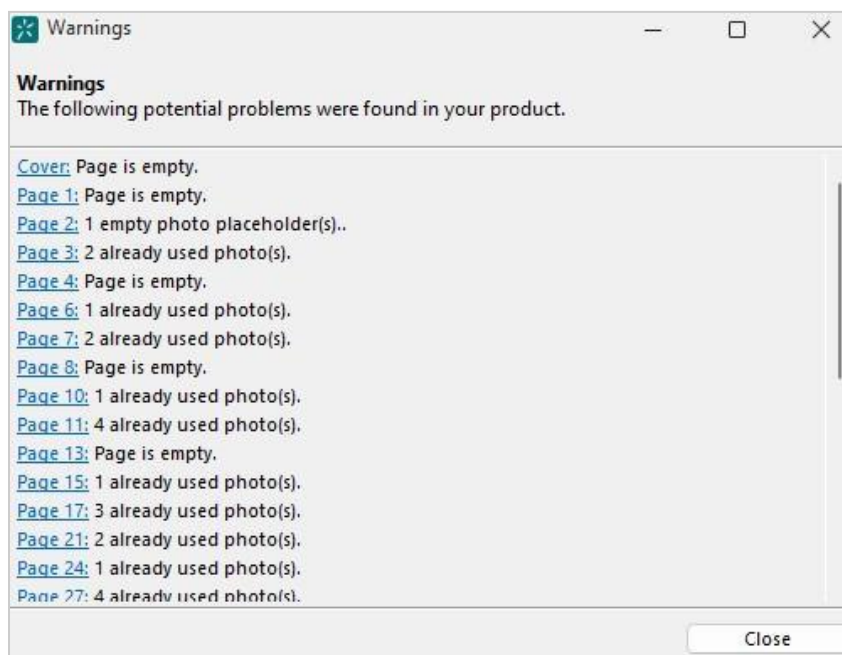 Warnings
Warnings
The following potential problems were found in your product.
Cover: Page is empty.
Page 1: Page is empty.
Page 2: 1 empty photo placeholder(s)..
Page 3: 2 already used photo(s).
Page 4: Page is empty.
Page 6: 1 already used photo(s).
Page 7: 2 already used photo(s).
Page 8: Page is empty.
Page 10: 1 already used photo(s).
Page 11: 4 already used photo(s).
Page 13: Page is empty.
Page 15: 1 already used photo(s).
Page 17: 3 already used photo(s).
Page 21: 2 already used photo(s).
Page 24: 1 already used photo(s).
Page 27: 4 already used photo(s).
Close